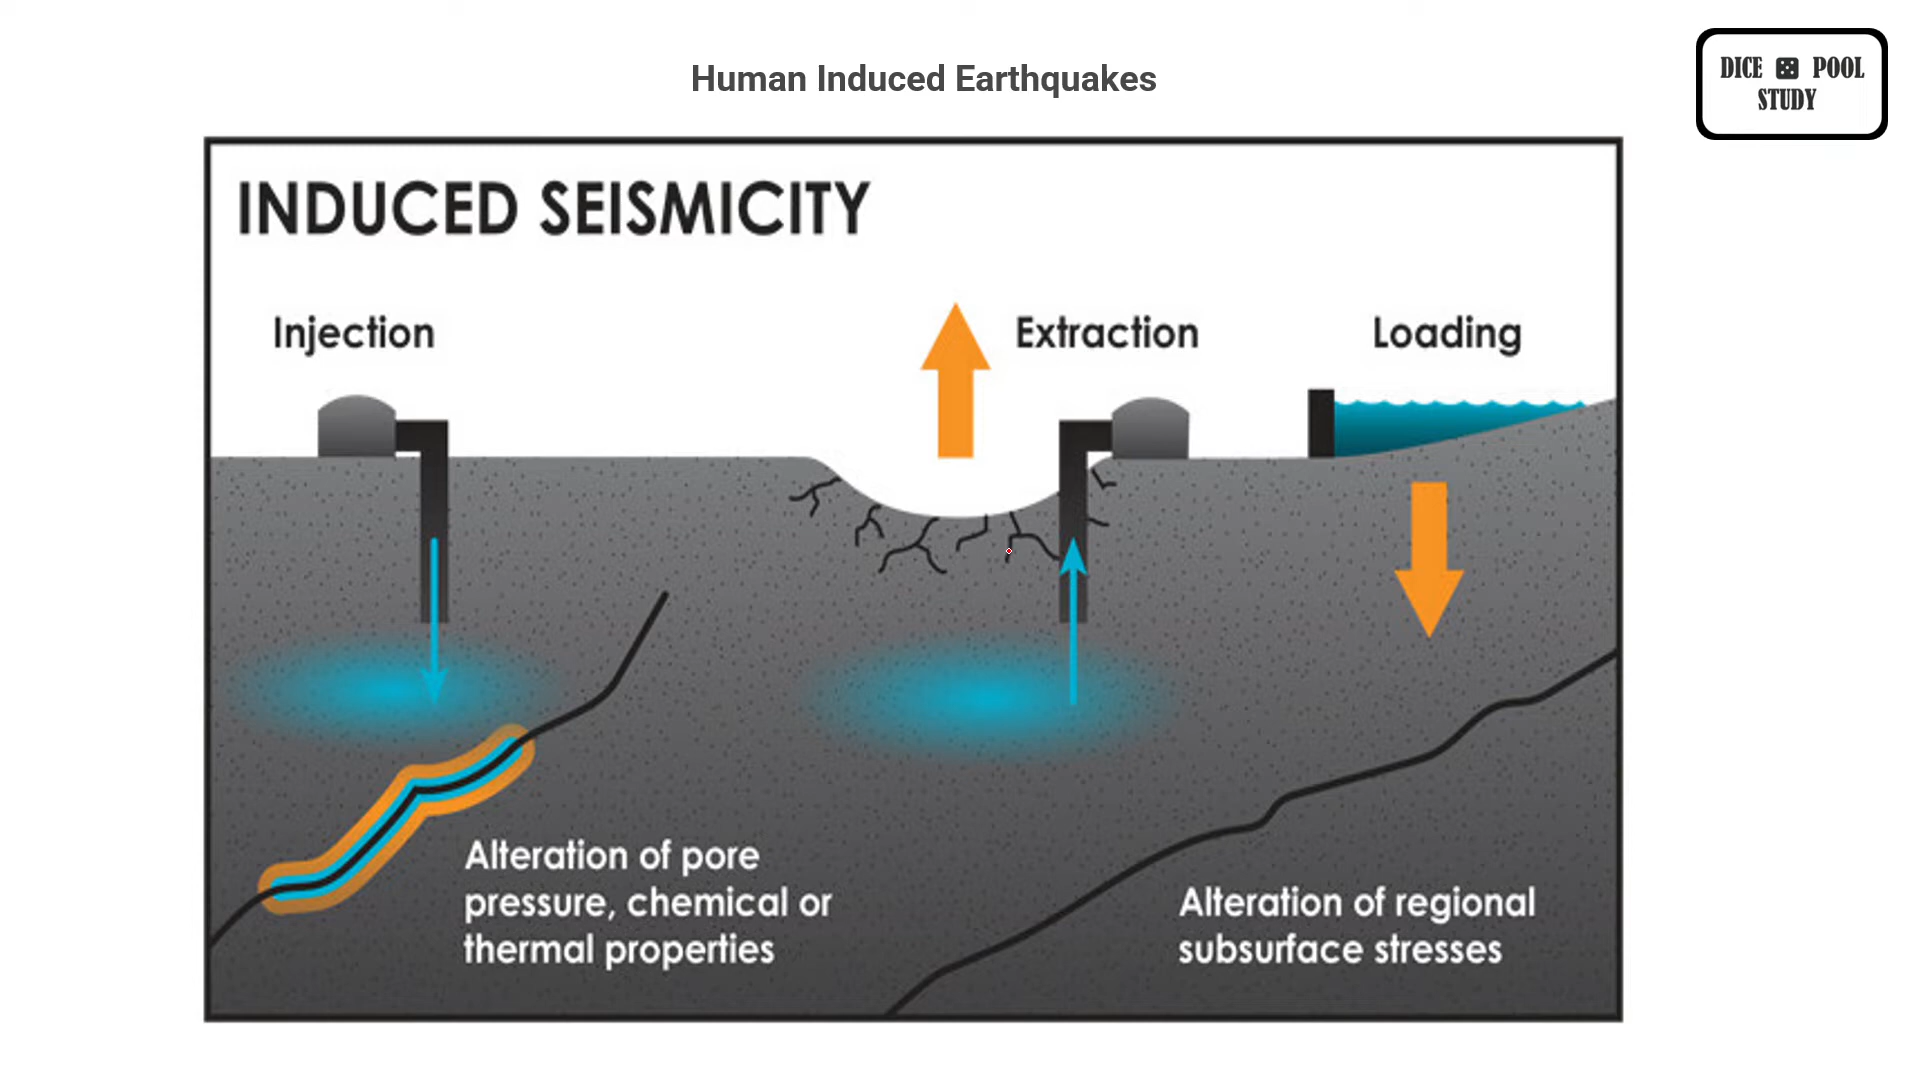 Human Induced Earthquakes
DICE POOL
STUDY
INDUCED SEISMICITY
Injection
Extraction
Loading
Alteration of pore
pressure, chemical or
thermal properties
Alteration of regional
subsurface stresses